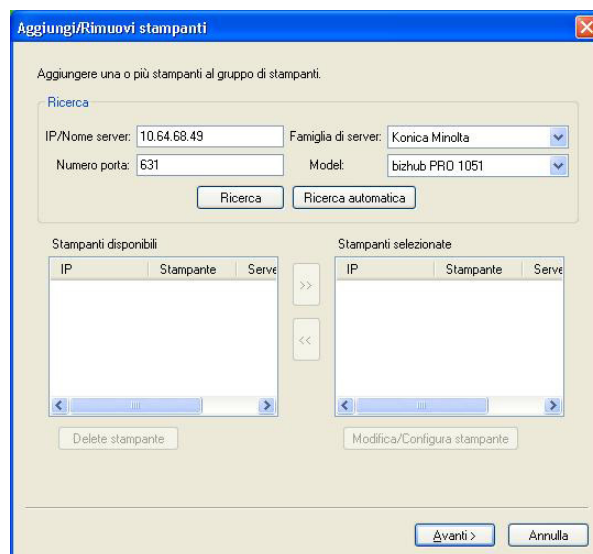 Aggiungi/Rimuovi stampanti
Aggiungere una o più stampanti al gruppo di stampanti.
Ricerca
IP/Nome server: 10.64.68.49 Famiglia di server: Konica Minolta
Numero porta: 631 Model: bizhub PRO 1051
Ricerca Ricerca automatica
Stampanti disponibili Stampanti selezionate
IP Stampante Serve IP Stampante Serve
>>
<<
Delete stampante Modifica/Configura stampante
Avanti > Annulla